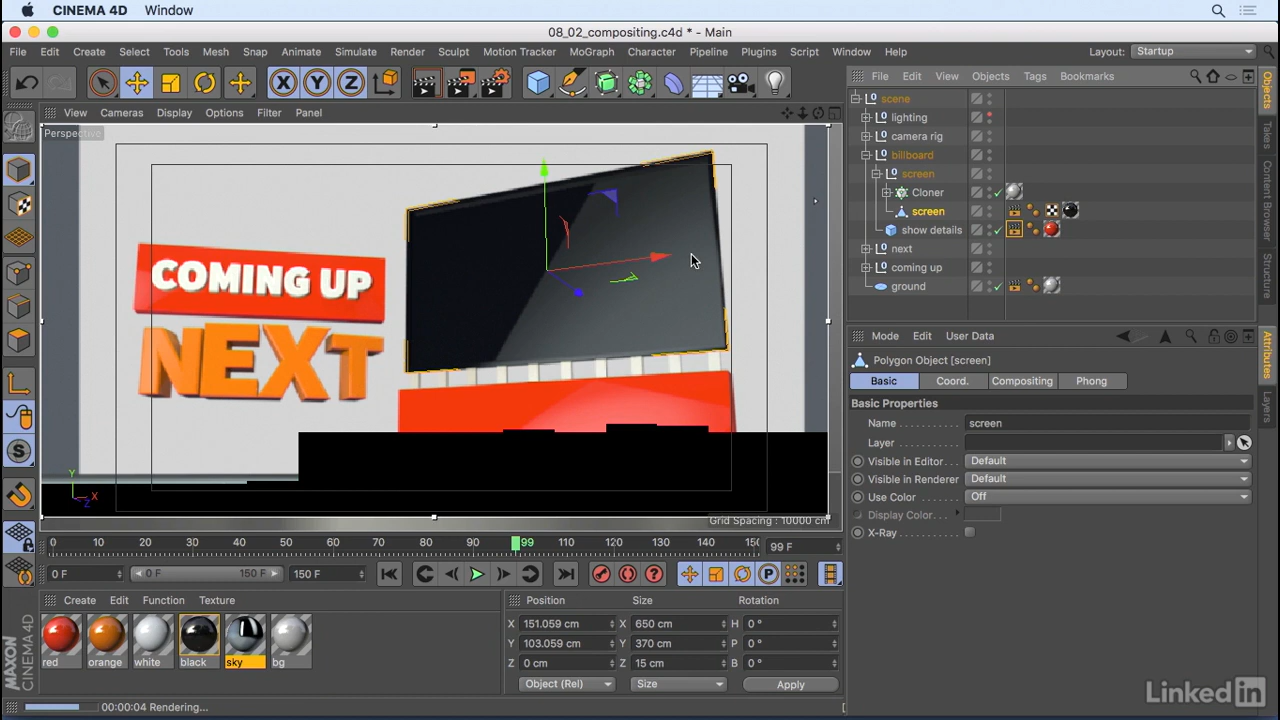 CINEMA 4D Window
08_02_compositing.c4d * - Main
File Edit Create Select Tools Mesh Snap Animate Simulate Render Sculpt Motion Tracker MoGraph Character Pipeline Plugins Script Window Help Layout: Startup
File Edit View Objects Tags Bookmarks
View Cameras Display Options Filter Panel
Perspective
scene
lighting
camera rig
billboard
screen
Cloner
screen
show details
next
coming up
ground
Objects
Takes
Content Browser
Structure
COMING UP
NEXT
Y
X
Z
Grid Spacing : 10000 cm
Mode Edit User Data
Polygon Object [screen]
Basic Coord. Compositing Phong
Basic Properties
Name screen
Layer
Visible in Editor Default
Visible in Renderer Default
Use Color Off
Display Color
X-Ray
Attributes
Layers
0 10 20 30 40 50 60 70 80 90 99 110 120 130 140 150 99 F
0 F 0 F 150 F 150 F
Create Edit Function Texture
red orange white black sky bg
Position Size Rotation
X 151.059 cm X 650 cm H 0 °
Y 103.059 cm Y 370 cm P 0 °
Z 0 cm Z 15 cm B 0 °
Object (Rel) Size Apply
MAXON CINEMA 4D
00:00:04 Rendering...
Linked in